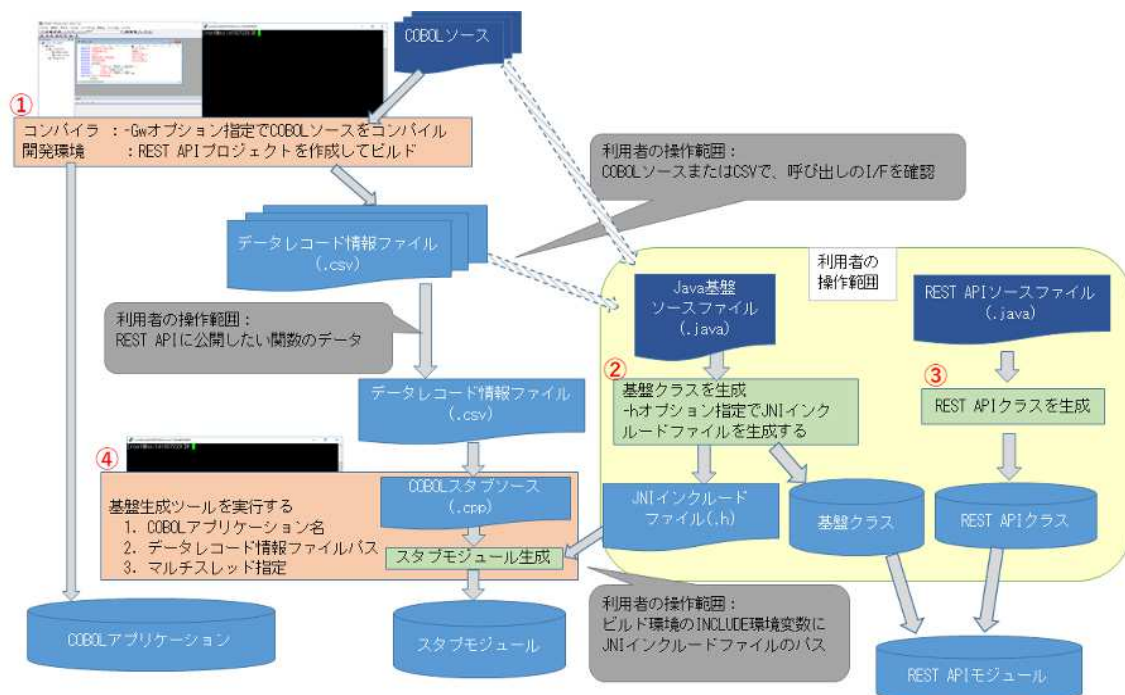 COBOLソース
①
コンパイラ :-Gwオプション指定でCOBOLソースをコンパイル
開発環境 :REST APIプロジェクトを作成してビルド
利用者の操作範囲:
COBOLソースまたはCSVで、呼び出しのI/Fを確認
データレコード情報ファイル
(.csv)
利用者の操作範囲:
REST APIに公開したい関数のデータ
利用者の
操作範囲
Java基盤
ソースファイル
(.java)
REST APIソースファイル
(.java)
②
基盤クラスを生成
-hオプション指定でJNIインク
ルードファイルを生成する
③
REST APIクラスを生成
データレコード情報ファイル
(.csv)
④
基盤生成ツールを実行する
1. COBOLアプリケーション名
2. データレコード情報ファイルパス
3. マルチスレッド指定
COBOLスタブソース
(.cpp)
スタブモジュール生成
JNIインクルード
ファイル(.h)
基盤クラス
REST APIクラス
利用者の操作範囲:
ビルド環境のINCLUDE環境変数に
JNIインクルードファイルのパス
COBOLアプリケーション
スタブモジュール
REST APIモジュール